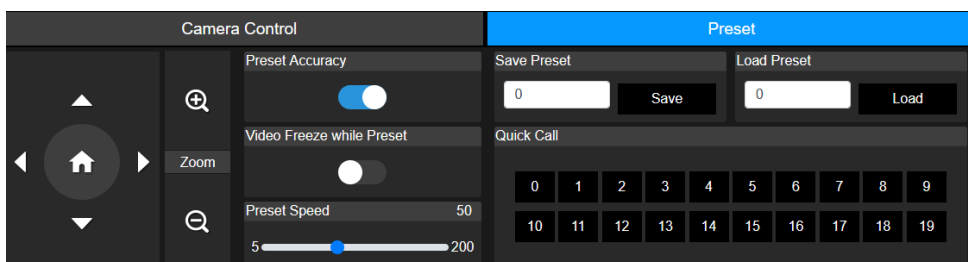 Camera Control
Preset
Zoom
Preset Accuracy
Video Freeze while Preset
Preset Speed 50
5 200
Save Preset
0 Save
Load Preset
0 Load
Quick Call
0 1 2 3 4 5 6 7 8 9
10 11 12 13 14 15 16 17 18 19